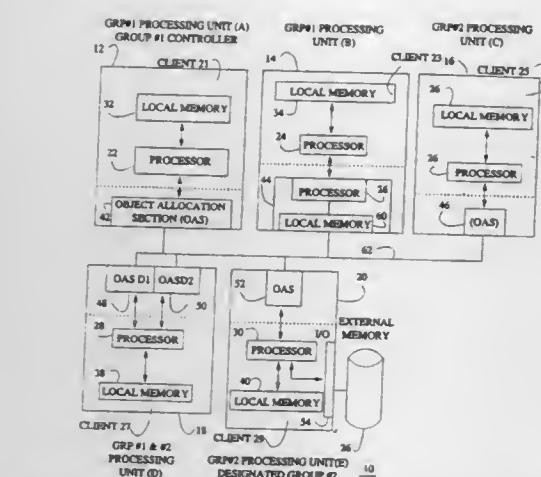 GRP#1 PROCESSING UNIT (A)
GROUP #1 CONTROLLER
12
CLIENT 21
32
LOCAL MEMORY
22
PROCESSOR
OBJECT ALLOCATION
SECTION (OAS)
42
GRP#1 PROCESSING
UNIT (B)
14
CLIENT 23
LOCAL MEMORY
34
24
PROCESSOR
44
PROCESSOR
LOCAL MEMORY
60
GRP#2 PROCESSING
UNIT (C)
16
CLIENT 25
LOCAL MEMORY
PROCESSOR
26
46
(OAS)
62
OAS D1
OASD2
48
50
28
PROCESSOR
38
LOCAL MEMORY
CLIENT 27
18
GRP #1 & #2
PROCESSING
UNIT (D)
52
OAS
20
EXTERNAL
MEMORY
I/O
30
PROCESSOR
40
LOCAL MEMORY
54
CLIENT 29
GRP#2 PROCESSING UNIT(E)
DESIGNATED GROUP #2
10